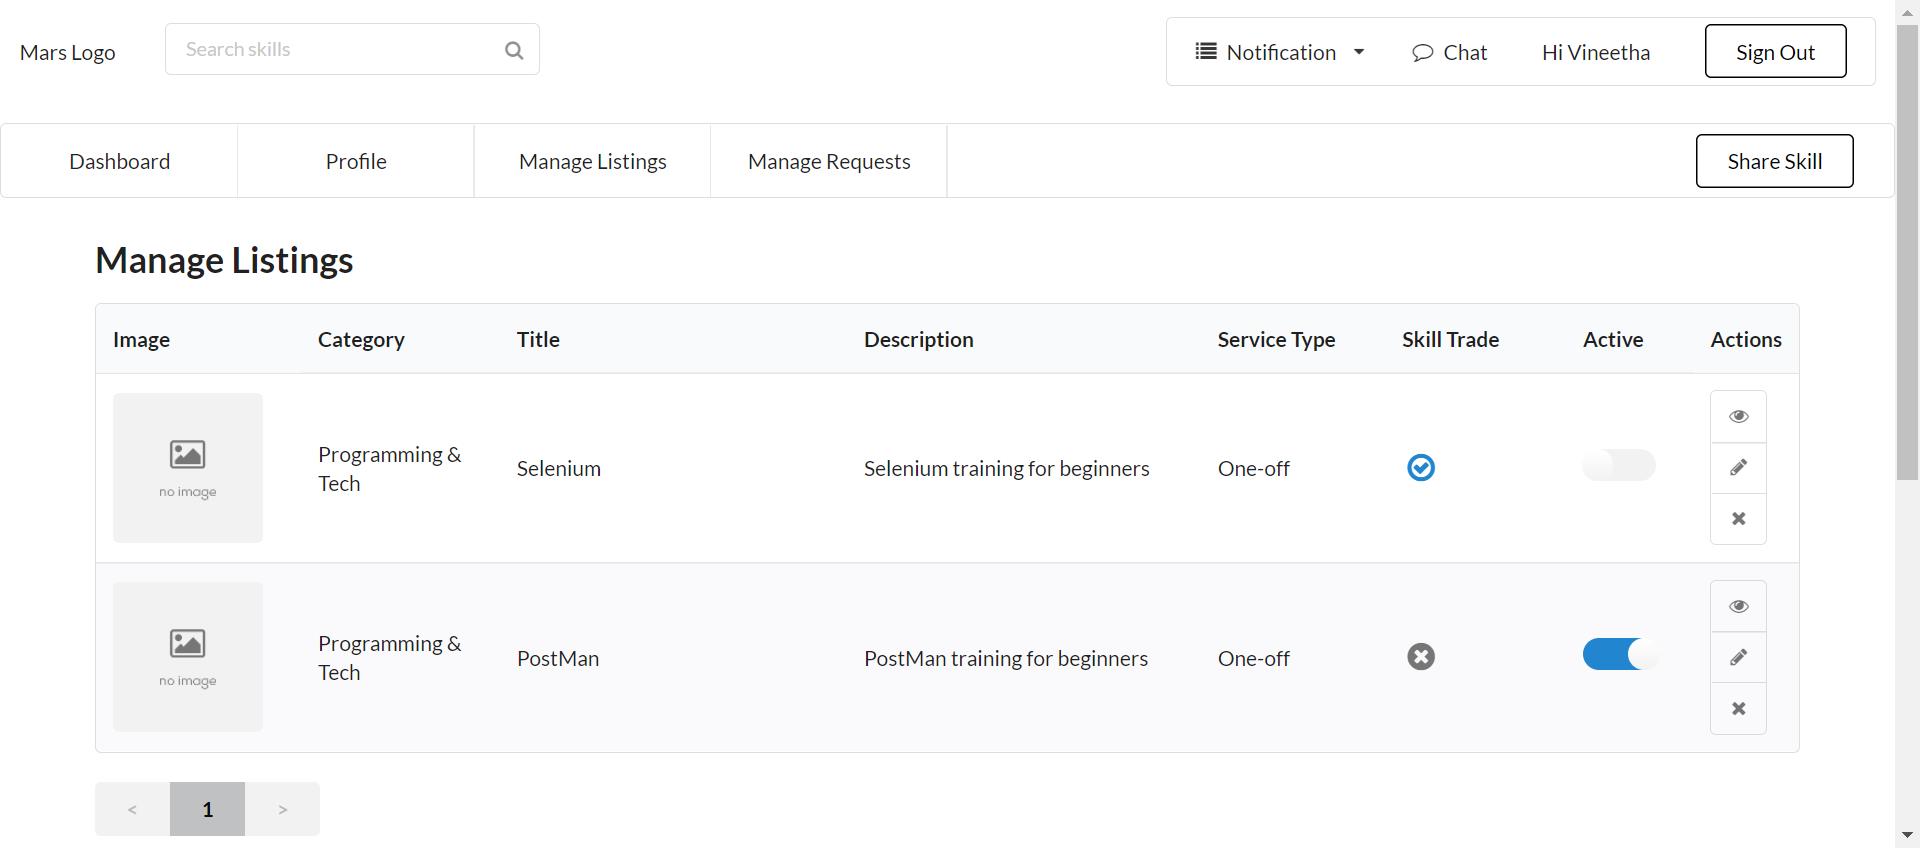 Mars Logo
Search skills
Notification
Chat
Hi Vineetha
Sign Out
Dashboard
Profile
Manage Listings
Manage Requests
Share Skill
Manage Listings
Image
Category
Title
Description
Service Type
Skill Trade
Active
Actions
no image
Programming &
Tech
Selenium
Selenium training for beginners
One-off
no image
Programming &
Tech
PostMan
PostMan training for beginners
One-off
< 1 >